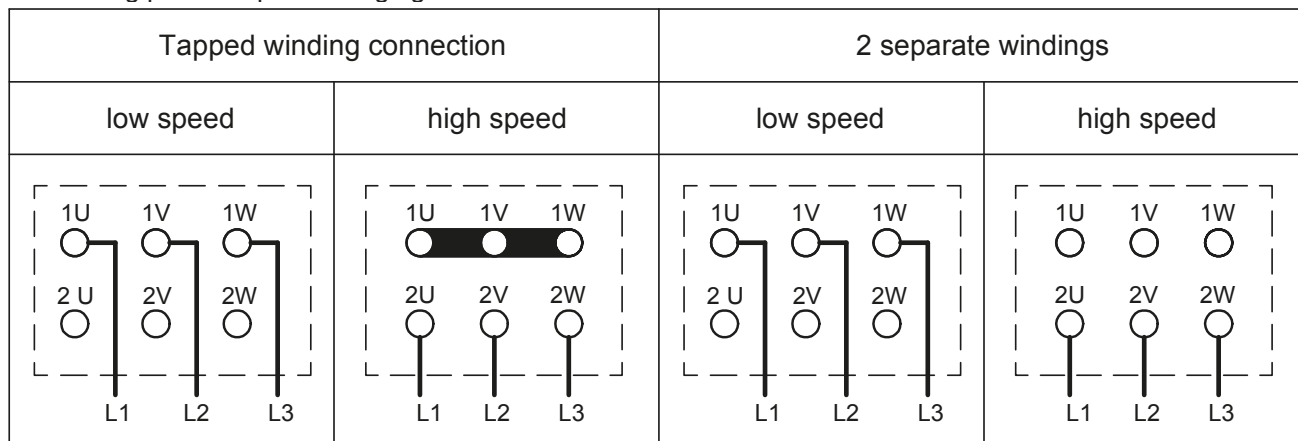 Tapped winding connection 2 separate windings
low speed high speed low speed high speed
1U 1V 1W 1U 1V 1W 1U 1V 1W 1U 1V 1W
2 U 2V 2W 2U 2V 2W 2 U 2V 2W 2U 2V 2W
L1 L2 L3 L1 L2 L3 L1 L2 L3 L1 L2 L3